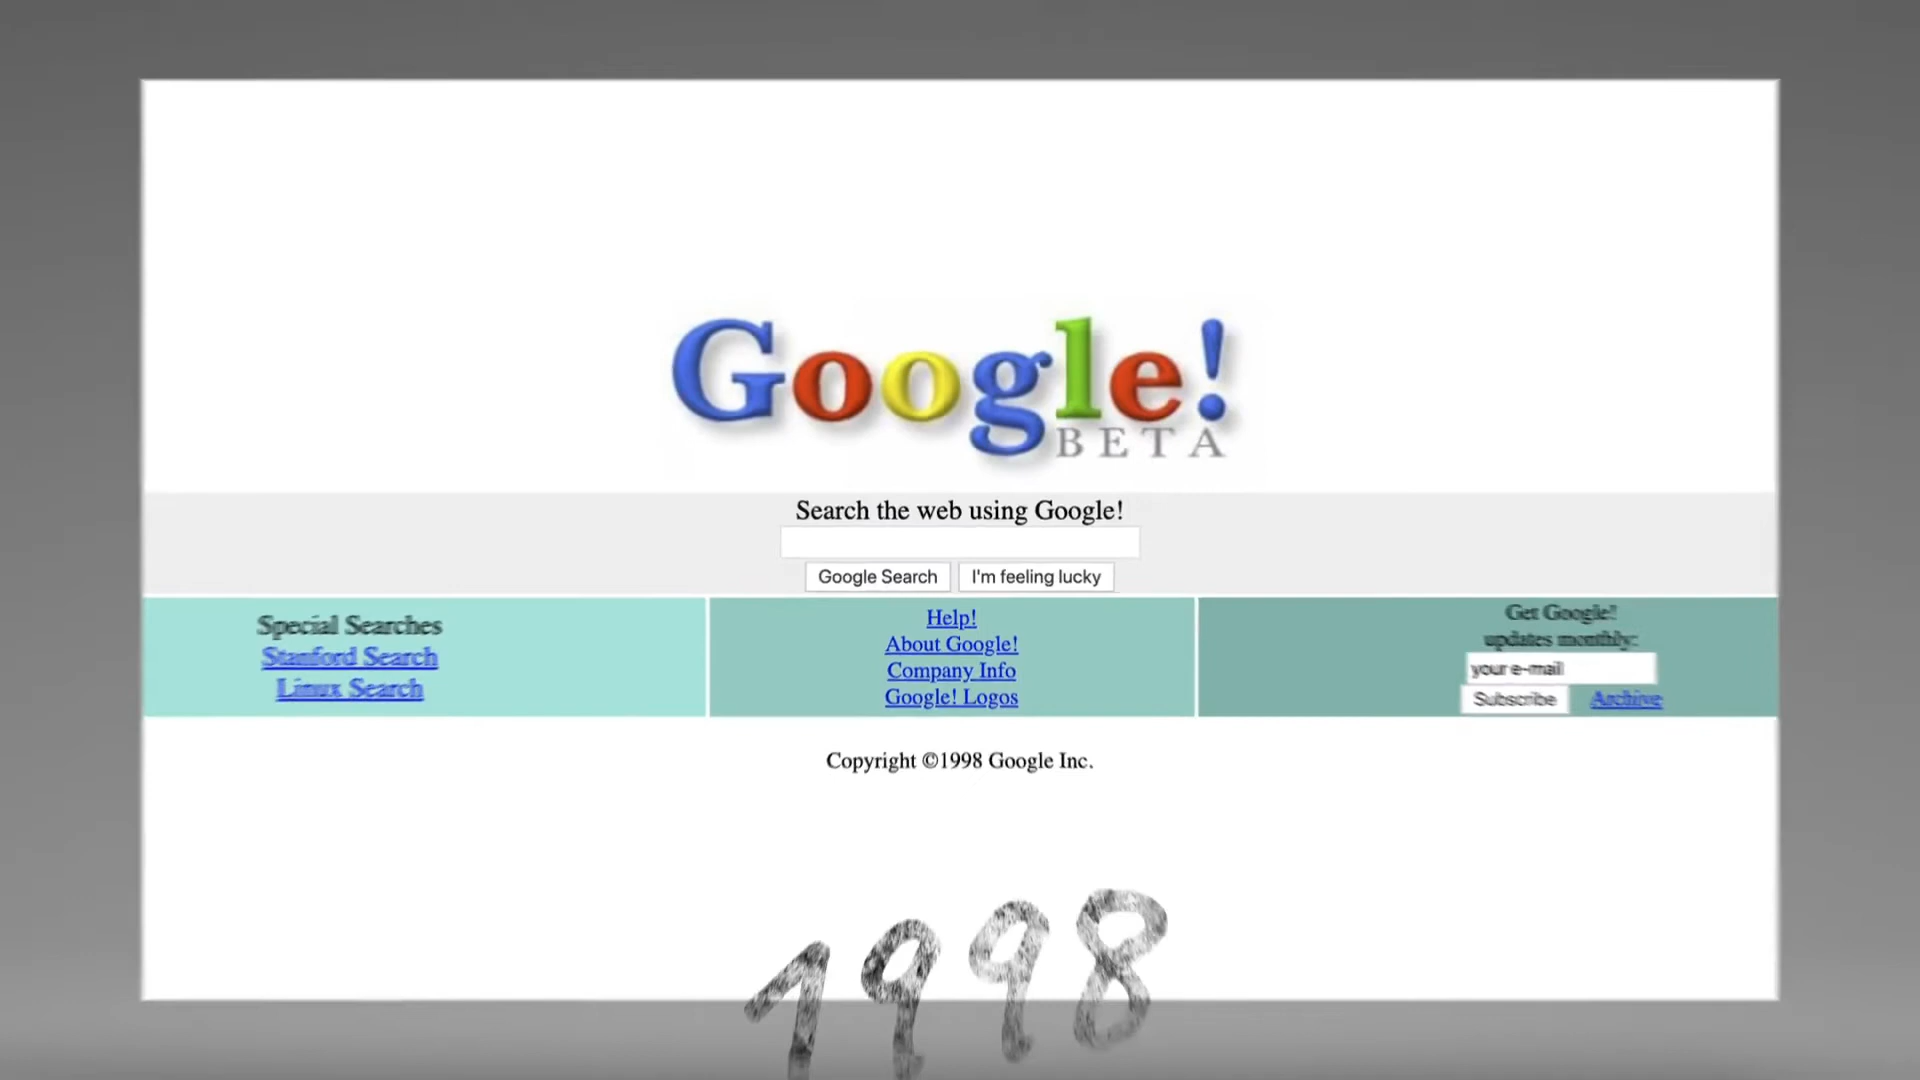 Google!
BETA
Search the web using Google!
Google Search I'm feeling lucky
Special Searches
Stanford Search
Linux Search
Help!
About Google!
Company Info
Google! Logos
Get Google!
updates monthly:
your e-mail
Subscribe Archive
Copyright ©1998 Google Inc.
1998